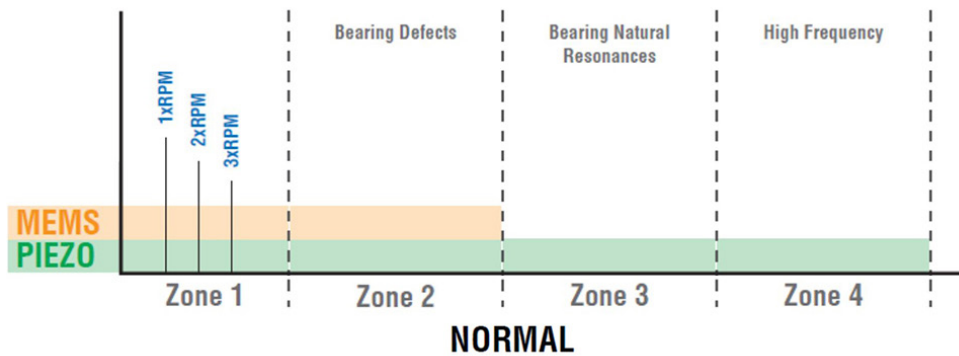 Bearing Defects
Bearing Natural
Resonances
High Frequency
1xRPM
2xRPM
3xRPM
MEMS
PIEZO
Zone 1
Zone 2
Zone 3
Zone 4
NORMAL